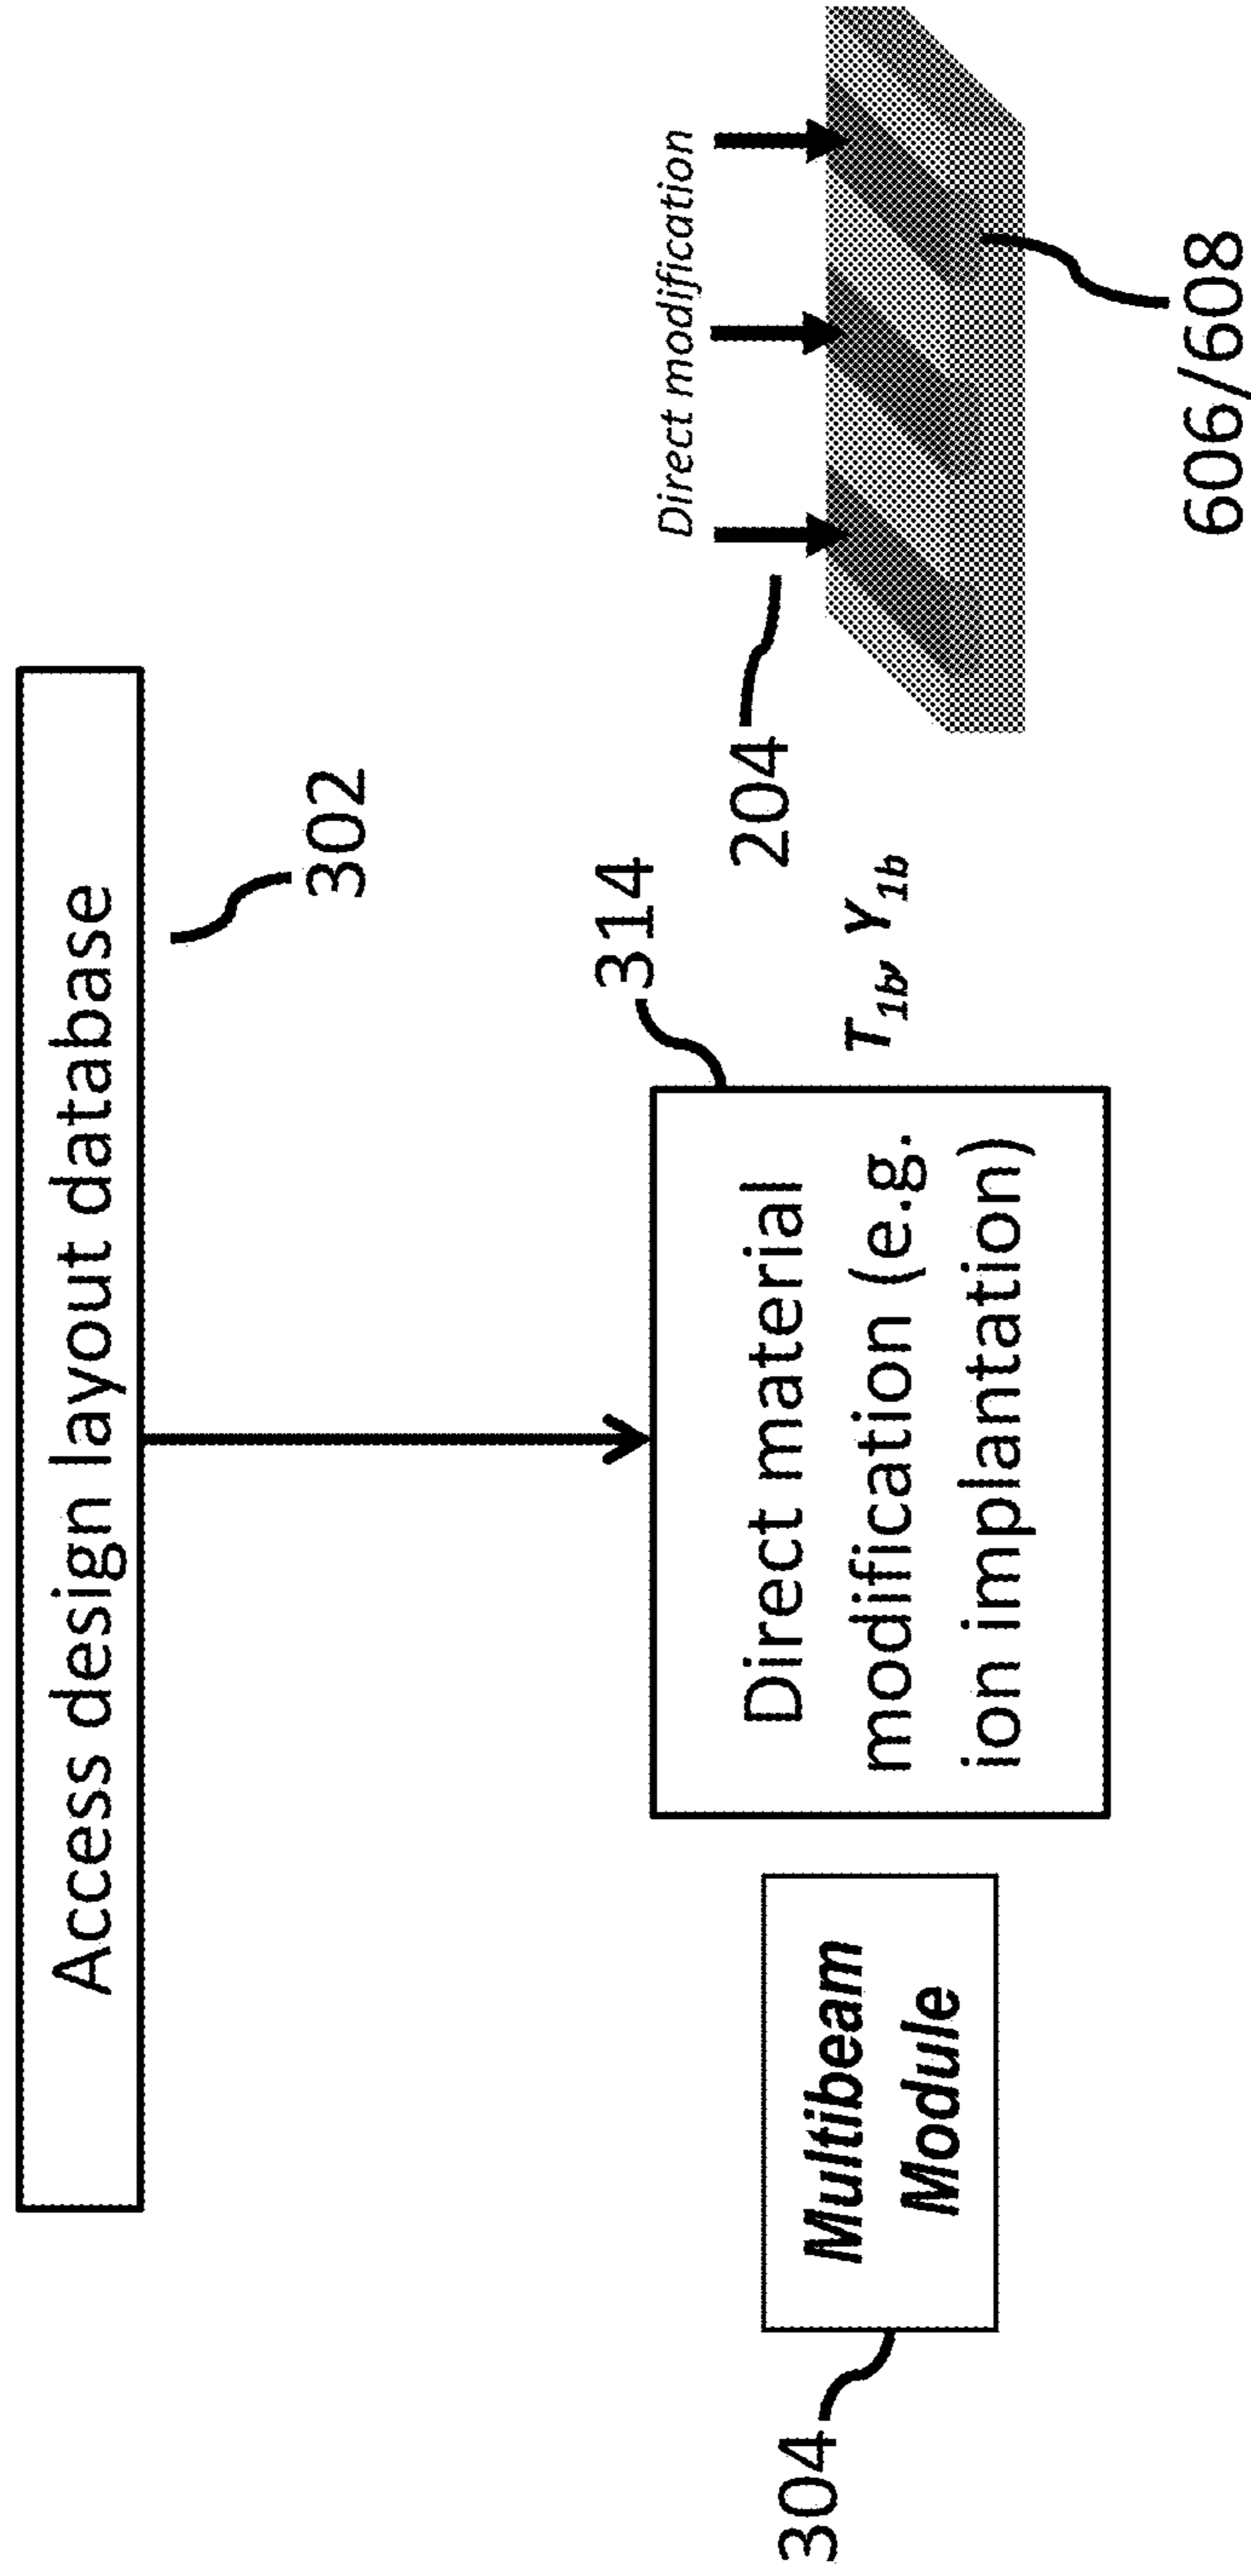 Access design layout database
302
Direct material
modification (e.g.
ion implantation)
314
Multibeam
Module
304
T1b, Y1b
204
Direct modification
606/608